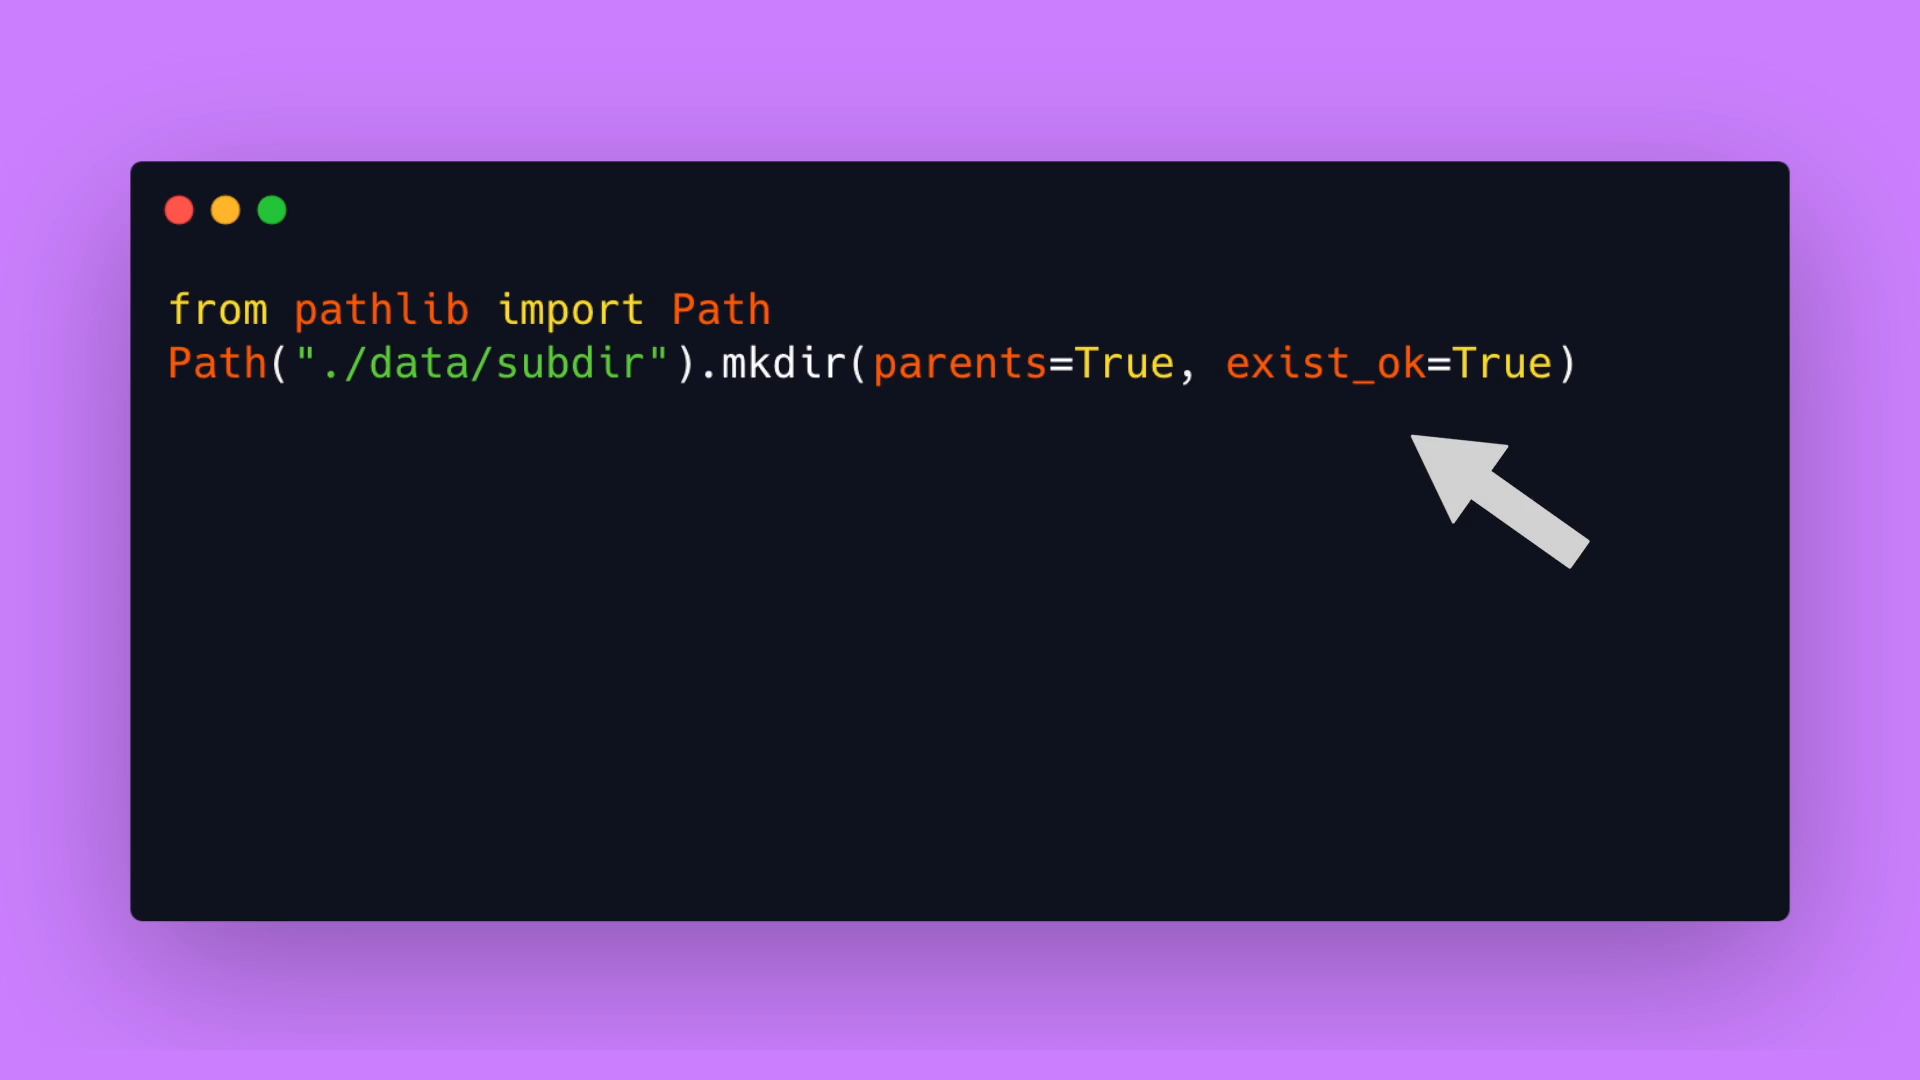 from pathlib import Path
Path("./data/subdir").mkdir(parents=True, exist_ok=True)